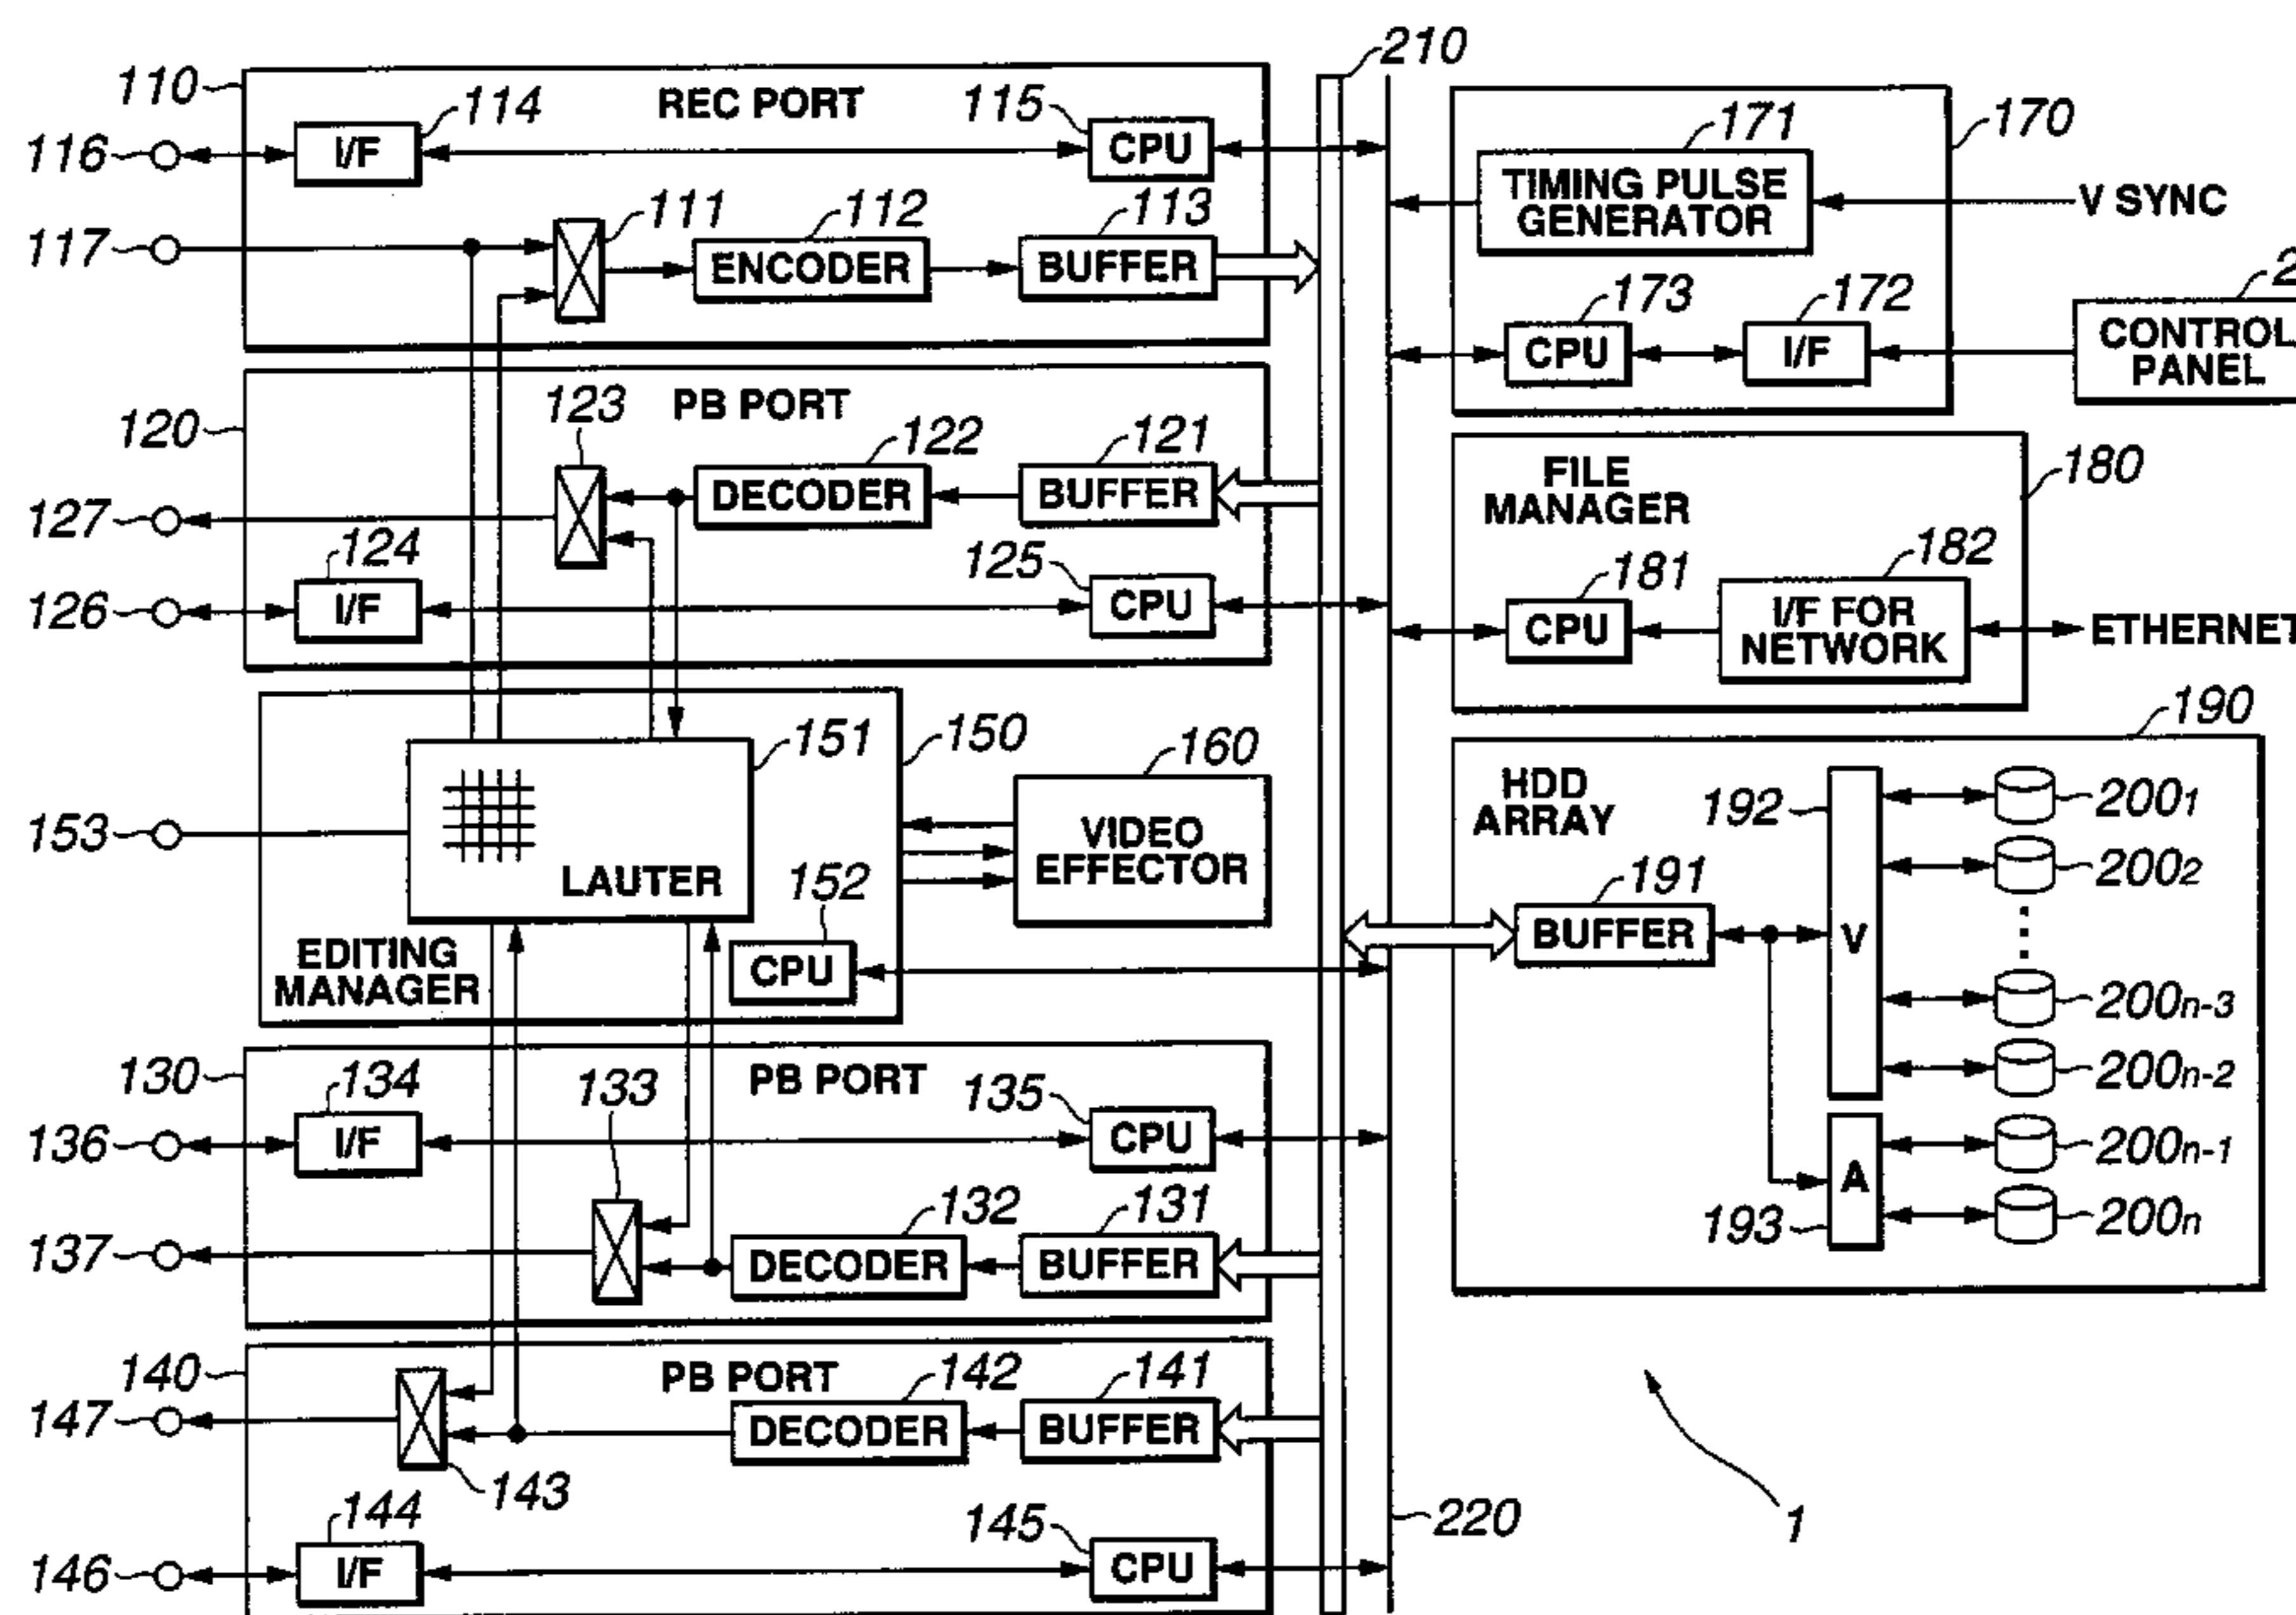 210
110
114
REC PORT
115
171
170
116
I/F
CPU
TIMING PULSE
GENERATOR
V SYNC
111
112
113
117
ENCODER
BUFFER
173
172
CPU
I/F
CONTROL
PANEL
120
123
PB PORT
122
121
DECODER
BUFFER
127
124
125
126
I/F
CPU
FILE
MANAGER
180
181
182
CPU
I/F FOR
NETWORK
ETHERNET
151
150
160
190
153
LAUTER
152
VIDEO
EFFECTOR
EDITING
MANAGER
CPU
HDD
ARRAY
192
2001
2002
191
BUFFER
V
200n-3
200n-2
200n-1
A
193
200n
130
134
133
PB PORT
135
136
I/F
CPU
132
131
137
DECODER
BUFFER
140
PB PORT
142
141
147
DECODER
BUFFER
143
144
145
220
1
146
I/F
CPU